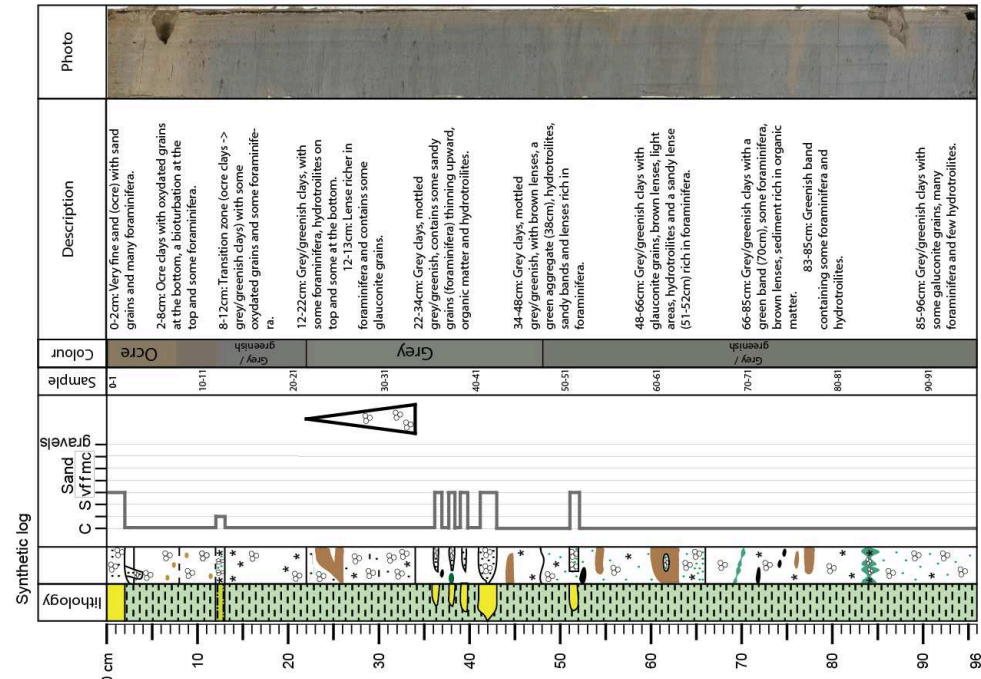 Synthetic log
lithology
C S vf f m c
Sand
gravels
Sample
Colour
Description
Photo
0 cm
10
20
30
40
50
60
70
80
90
96
0-1
10-11
20-21
30-31
40-41
50-51
60-61
70-71
80-81
90-91
Ocre
Grey /
greenish
Grey
Grey /
greenish
0-2cm: Very fine sand (ocre) with sand
grains and many foraminifera.
2-8cm: Ocre clays with oxydated grains
at the bottom, a bioturbation at the
top and some foraminifera.
8-12cm: Transition zone (ocre clays ->
grey/greenish clays) with some
oxydated grains and some foraminife-
ra.
12-22cm: Grey/greenish clays, with
some foraminifera, hydrotroilites on
top and some at the bottom.
12-13cm: Lense richer in
foraminifera and contains some
glauconite grains.
22-34cm: Grey clays, mottled
grey/greenish, contains some sandy
grains (foraminifera) thinning upward,
organic matter and hydrotroilites.
34-48cm: Grey clays, mottled
grey/greenish, with brown lenses, a
green aggregate (38cm), hydrotroilites,
sandy bands and lenses rich in
foraminifera.
48-66cm: Grey/greenish clays with
glauconite grains, brown lenses, light
areas, hydrotroilites and a sandy lense
(51-52cm) rich in foraminifera.
66-85cm: Grey/greenish clays with a
green band (70cm), some foraminifera,
brown lenses, sediment rich in organic
matter.
83-85cm: Greenish band
containing some foraminifera and
hydrotroilites.
85-96cm: Grey/greenish clays with
some galuconite grains, many
foraminifera and few hydrotroilites.